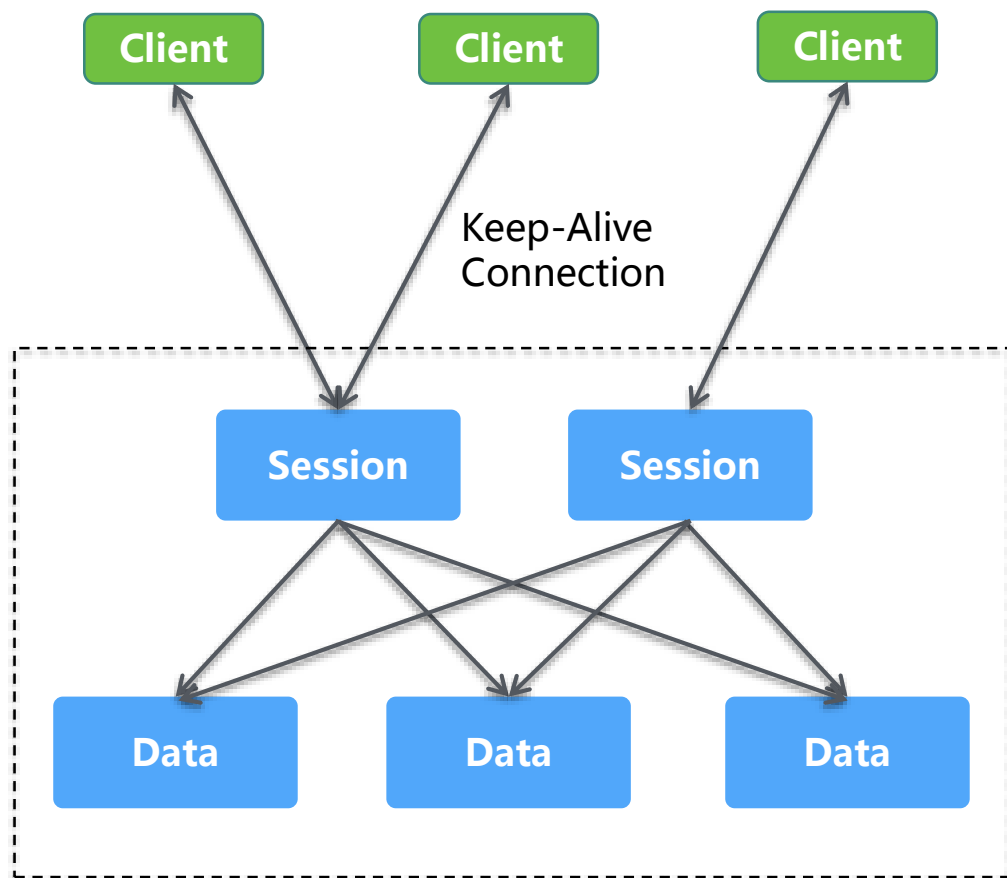 Client
Client
Client
Keep-Alive
Connection
Session
Session
Data
Data
Data